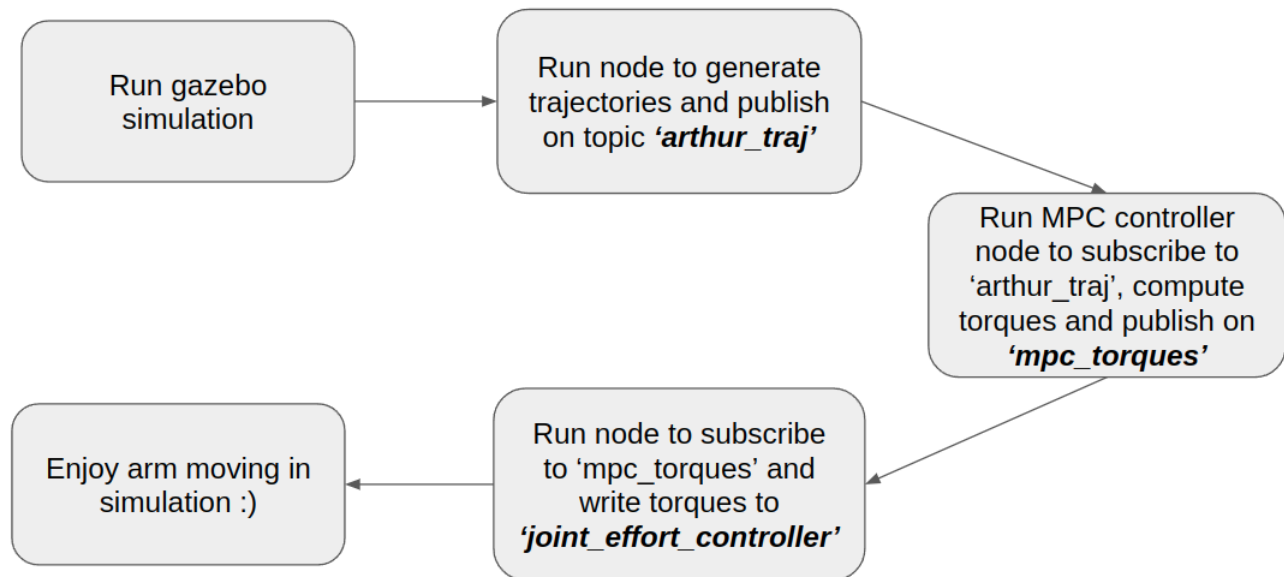 Run gazebo
simulation
Run node to generate
trajectories and publish
on topic ‘arthur_traj’
Run MPC controller
node to subscribe to
‘arthur_traj’, compute
torques and publish on
‘mpc_torques’
Run node to subscribe
to ‘mpc_torques’ and
write torques to
‘joint_effort_controller’
Enjoy arm moving in
simulation :)